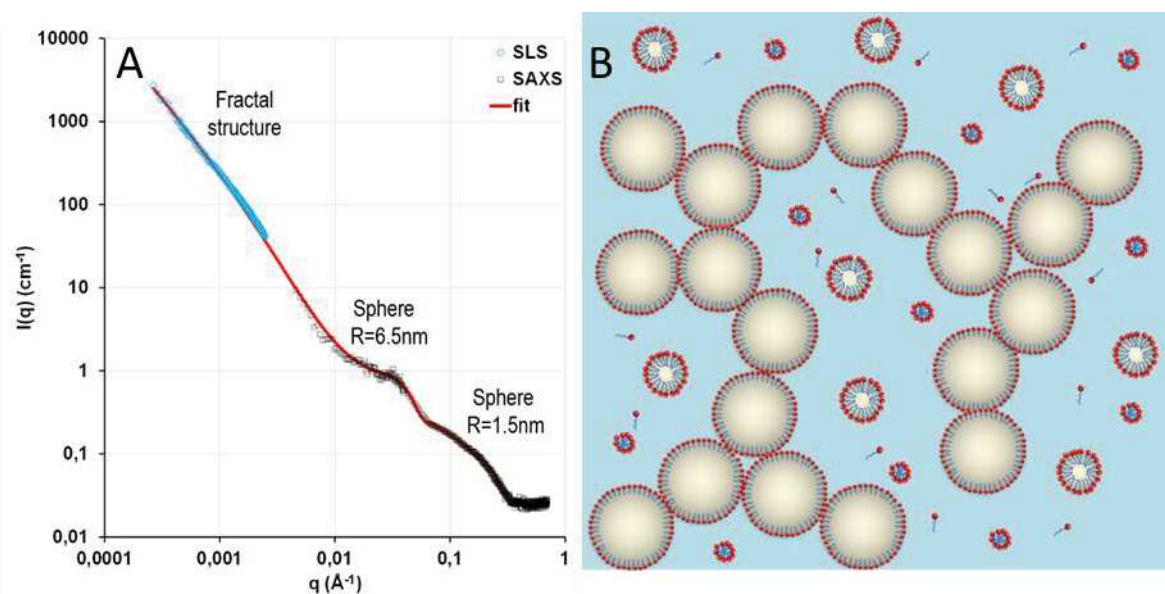 A
B
SLS
SAXS
fit
Fractal
structure
Sphere
R=6.5nm
Sphere
R=1.5nm
I(q) (cm⁻¹)
10000
1000
100
10
1
0,1
0,01
0,0001
0,001
0,01
0,1
1
q (Å⁻¹)